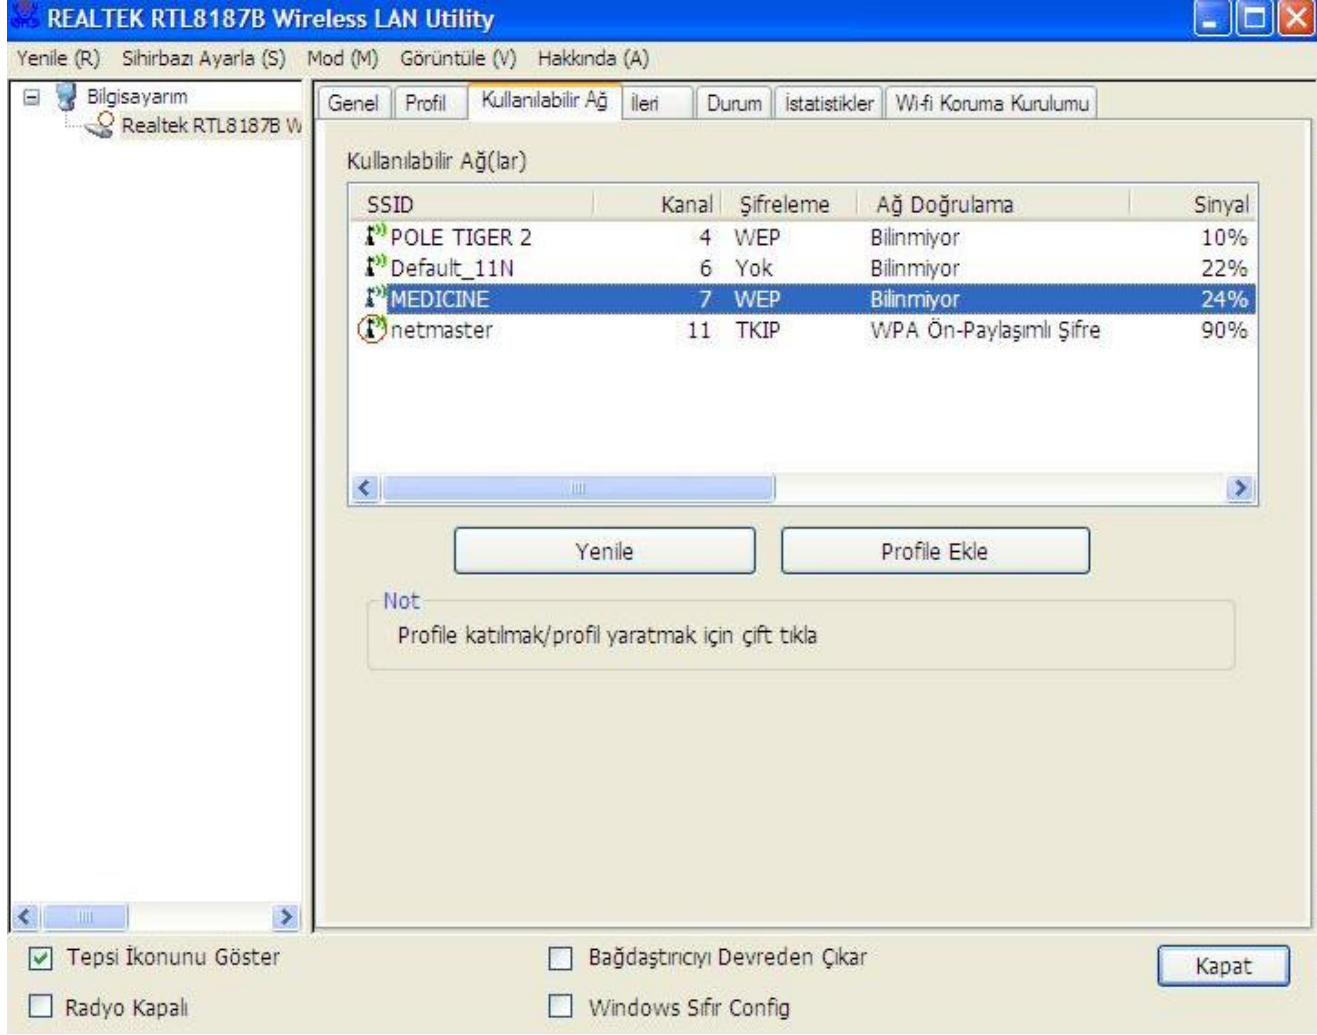 REALTEK RTL8187B Wireless LAN Utility
Yenile (R) Sihirbazı Ayarla (S) Mod (M) Görüntüle (V) Hakkında (A)
Bilgisayarım
Realtek RTL8187B W
Genel Profil Kullanılabilir Ağ İleri Durum İstatistikler Wi-fi Koruma Kurulumu
Kullanılabilir Ağ(lar)
SSID Kanal Şifreleme Ağ Doğrulama Sinyal
POLE TIGER 2 4 WEP Bilinmiyor 10%
Default_11N 6 Yok Bilinmiyor 22%
MEDICINE 7 WEP Bilinmiyor 24%
netmaster 11 TKIP WPA Ön-Paylaşımlı Şifre 90%
Yenile Profile Ekle
Not
Profile katılmak/profil yaratmak için çift tıkla
Tepsi İkonunu Göster Bağdaştırıcıyı Devreden Çıkar Kapat
Radyo Kapalı Windows Sıfır Config